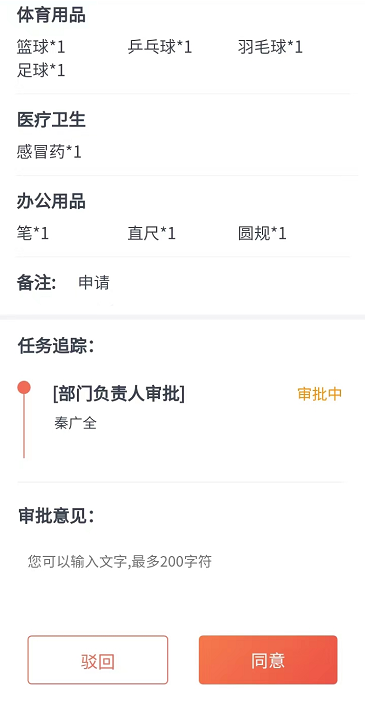 体育用品
篮球*1 乒乓球*1 羽毛球*1
足球*1
医疗卫生
感冒药*1
办公用品
笔*1 直尺*1 圆规*1
备注: 申请
任务追踪:
[部门负责人审批] 审批中
秦广全
审批意见:
您可以输入文字,最多200字符
驳回 同意